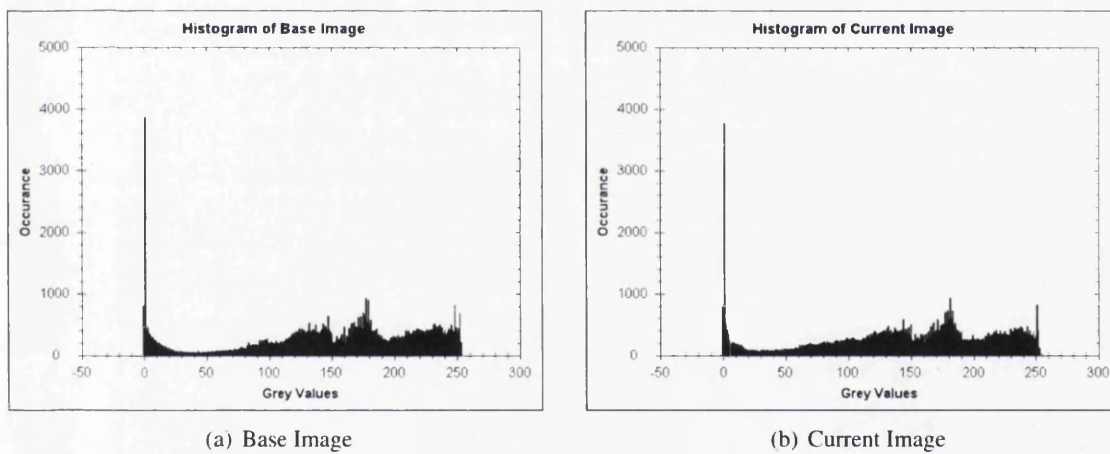 Histogram of Base Image
5000
4000
3000
2000
1000
0
Occurance
-50 0 50 100 150 200 250 300
Grey Values
(a) Base Image
Histogram of Current Image
5000
4000
3000
2000
1000
0
Occurance
-50 0 50 100 150 200 250 300
Grey Values
(b) Current Image